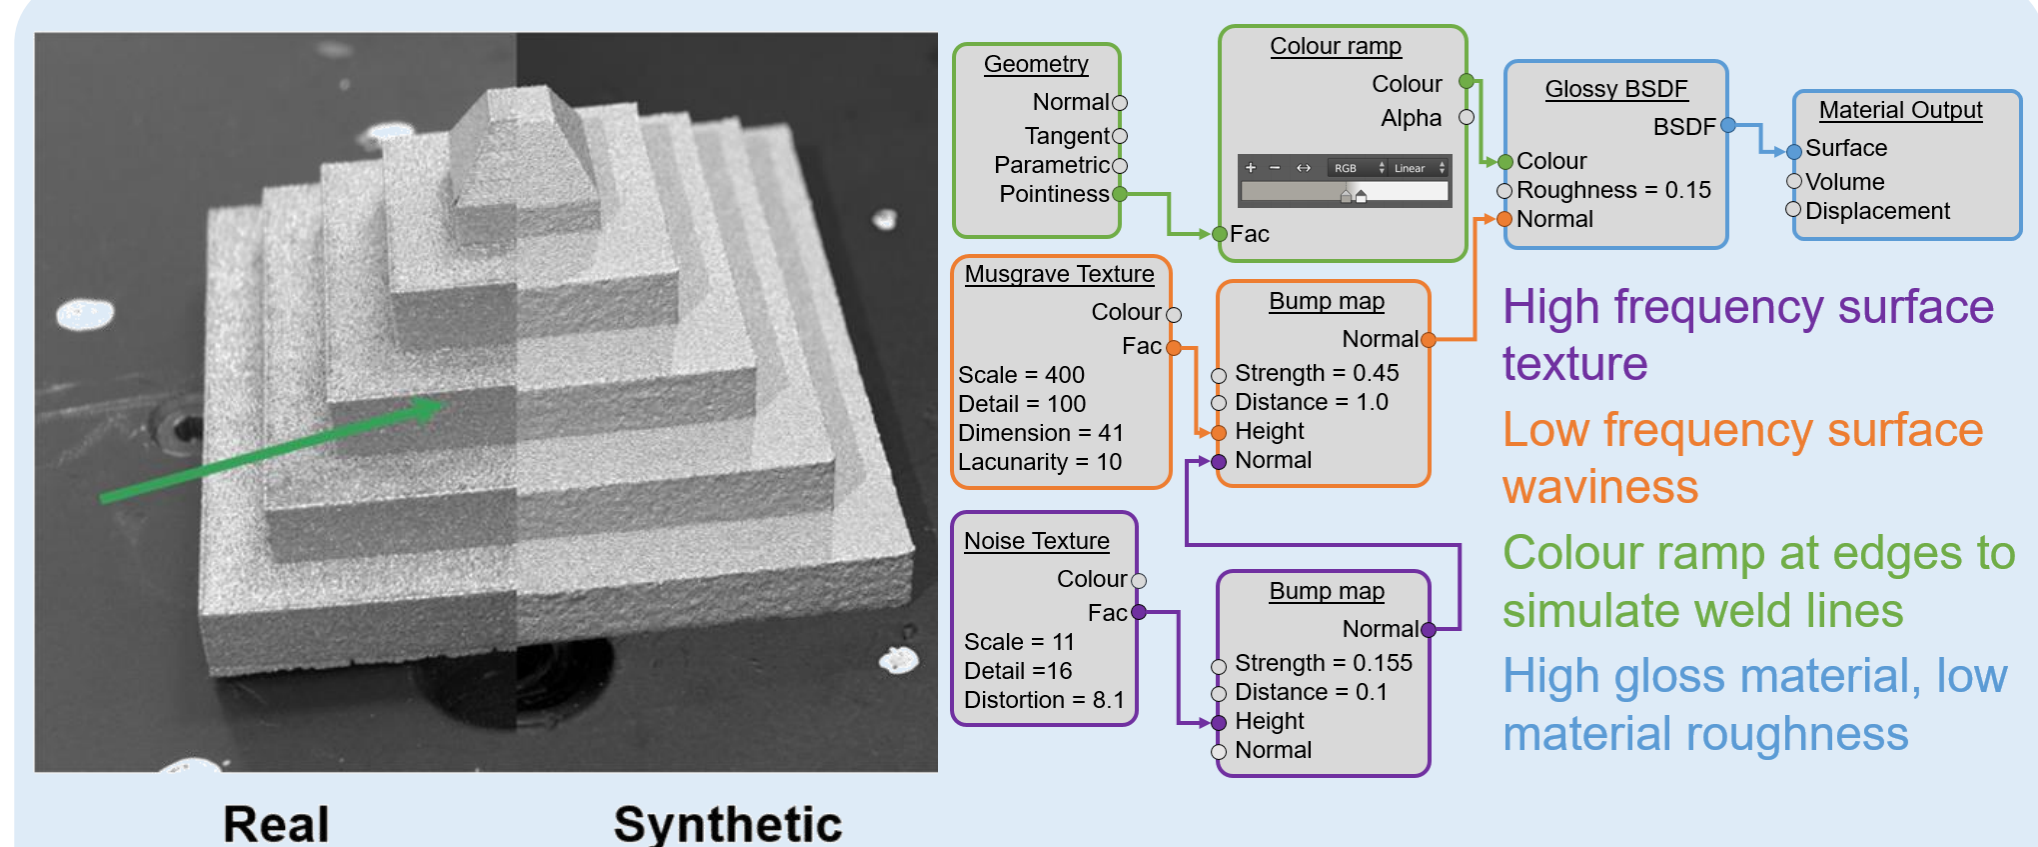 Geometry
Normal
Tangent
Parametric
Pointiness
Colour ramp
Colour
Alpha
+ − ↔ RGB Linear
Fac
Glossy BSDF
BSDF
Colour
Roughness = 0.15
Normal
Material Output
Surface
Volume
Displacement
Musgrave Texture
Colour
Fac
Scale = 400
Detail = 100
Dimension = 41
Lacunarity = 10
Bump map
Normal
Strength = 0.45
Distance = 1.0
Height
Normal
Noise Texture
Colour
Fac
Scale = 11
Detail =16
Distortion = 8.1
Bump map
Normal
Strength = 0.155
Distance = 0.1
Height
Normal
High frequency surface
texture
Low frequency surface
waviness
Colour ramp at edges to
simulate weld lines
High gloss material, low
material roughness
Real
Synthetic